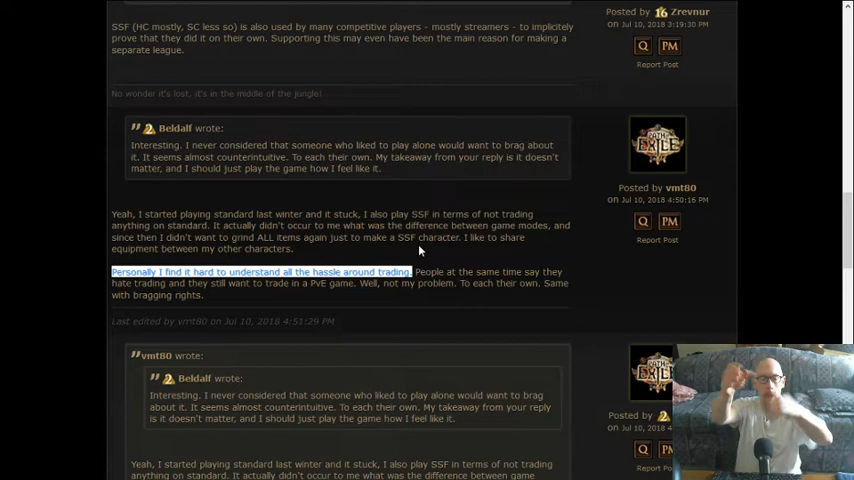 Posted by 16 Zrevnur
on Jul 10, 2018 3:19:30 PM
SSF (HC mostly, SC less so) is also used by many competitive players - mostly streamers - to implicitly
prove that they did it on their own. Supporting this may even have been the main reason for making a
separate league.
Q PM
Report Post
No wonder it's lost, it's in the middle of the jungle!
" 2 Beldalf wrote:
Interesting. I never considered that someone who liked to play alone would want to brag about
it. It seems almost counterintuitive. To each their own. My takeaway from your reply is it doesn't
matter, and I should just play the game how I feel like it.
PATH OF
EXILE
Posted by vmt80
on Jul 10, 2018 4:50:16 PM
Q PM
Report Post
Yeah, I started playing standard last winter and it stuck, I also play SSF in terms of not trading
anything on standard. It actually didn't occur to me what was the difference between game modes, and
since then I didn't want to grind ALL items again just to make a SSF character. I like to share
equipment between my other characters.
Personally I find it hard to understand all the hassle around trading. People at the same time say they
hate trading and they still want to trade in a PvE game. Well, not my problem. To each their own. Same
with bragging rights.
Last edited by vmt80 on Jul 10, 2018 4:51:29 PM
" vmt80 wrote:
" 2 Beldalf wrote:
Interesting. I never considered that someone who liked to play alone would want to brag
about it. It seems almost counterintuitive. To each their own. My takeaway from your reply
is it doesn't matter, and I should just play the game how I feel like it.
Yeah, I started playing standard last winter and it stuck, I also play SSF in terms of not trading
anything on standard. It actually didn't occur to me what was the difference between game
EXILE
Posted by 2
on Jul 10, 2018 4
Q
Report Pos